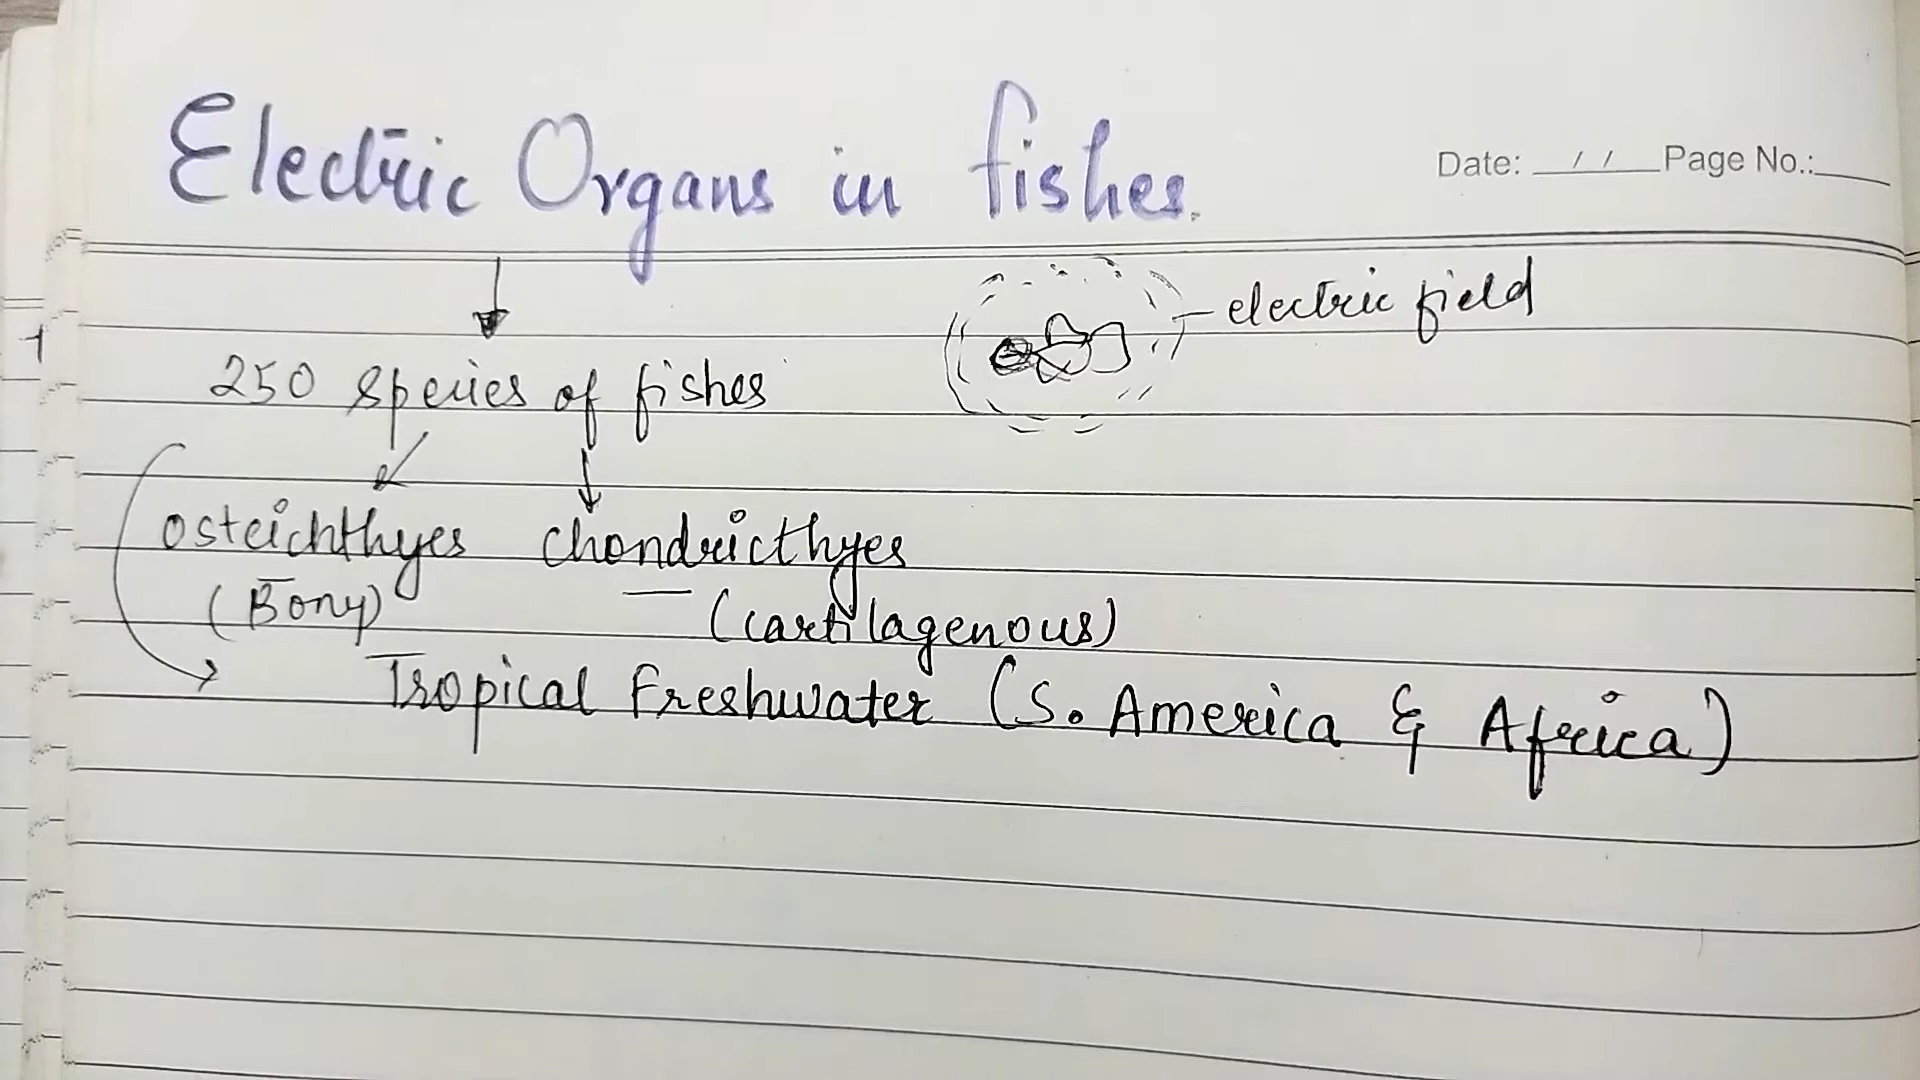 Electric Organs in fishes.
Date: / / Page No.:
electric field
250 species of fishes
osteichthyes chondricthyes
(Bony) (cartilagenous)
Tropical Freshwater (S. America & Africa)